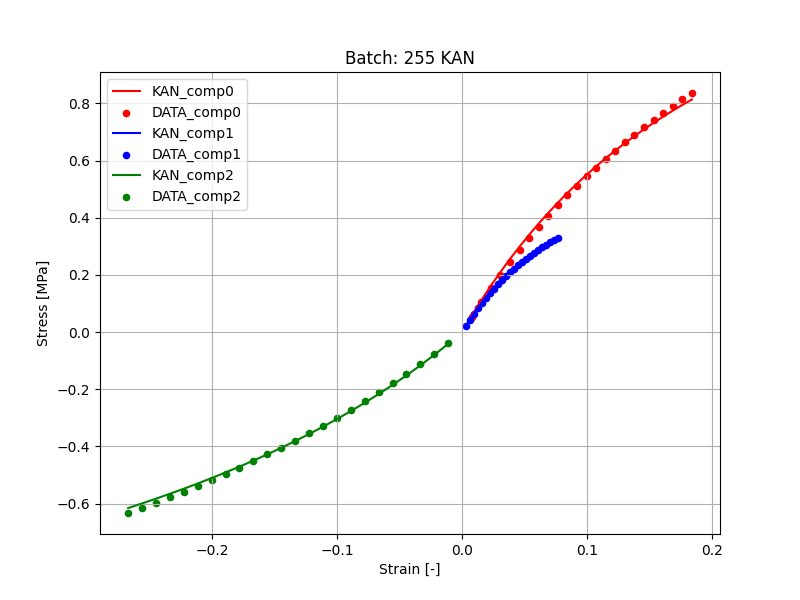 Batch: 255 KAN
KAN_comp0
DATA_comp0
KAN_comp1
DATA_comp1
KAN_comp2
DATA_comp2
0.8
0.6
0.4
0.2
0.0
−0.2
−0.4
−0.6
Stress [MPa]
−0.2
−0.1
0.0
0.1
0.2
Strain [-]